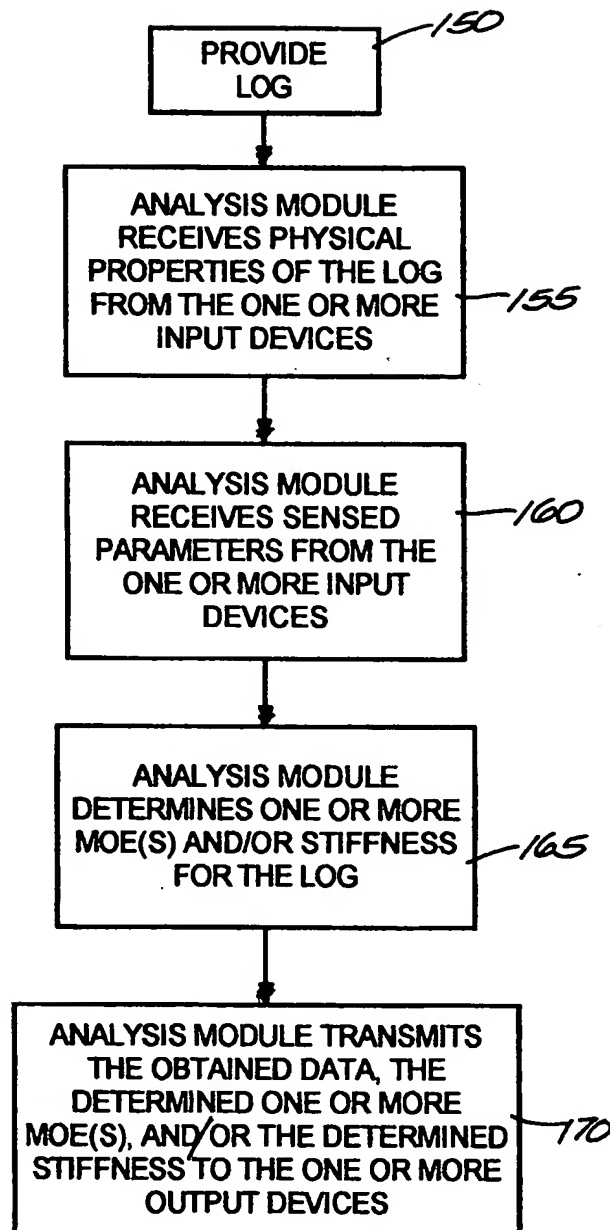 150
PROVIDE
LOG
ANALYSIS MODULE
RECEIVES PHYSICAL
PROPERTIES OF THE LOG
FROM THE ONE OR MORE
INPUT DEVICES
155
ANALYSIS MODULE
RECEIVES SENSED
PARAMETERS FROM THE
ONE OR MORE INPUT
DEVICES
160
ANALYSIS MODULE
DETERMINES ONE OR MORE
MOE(S) AND/OR STIFFNESS
FOR THE LOG
165
ANALYSIS MODULE TRANSMITS
THE OBTAINED DATA, THE
DETERMINED ONE OR MORE
MOE(S), AND/OR THE DETERMINED
STIFFNESS TO THE ONE OR MORE
OUTPUT DEVICES
170